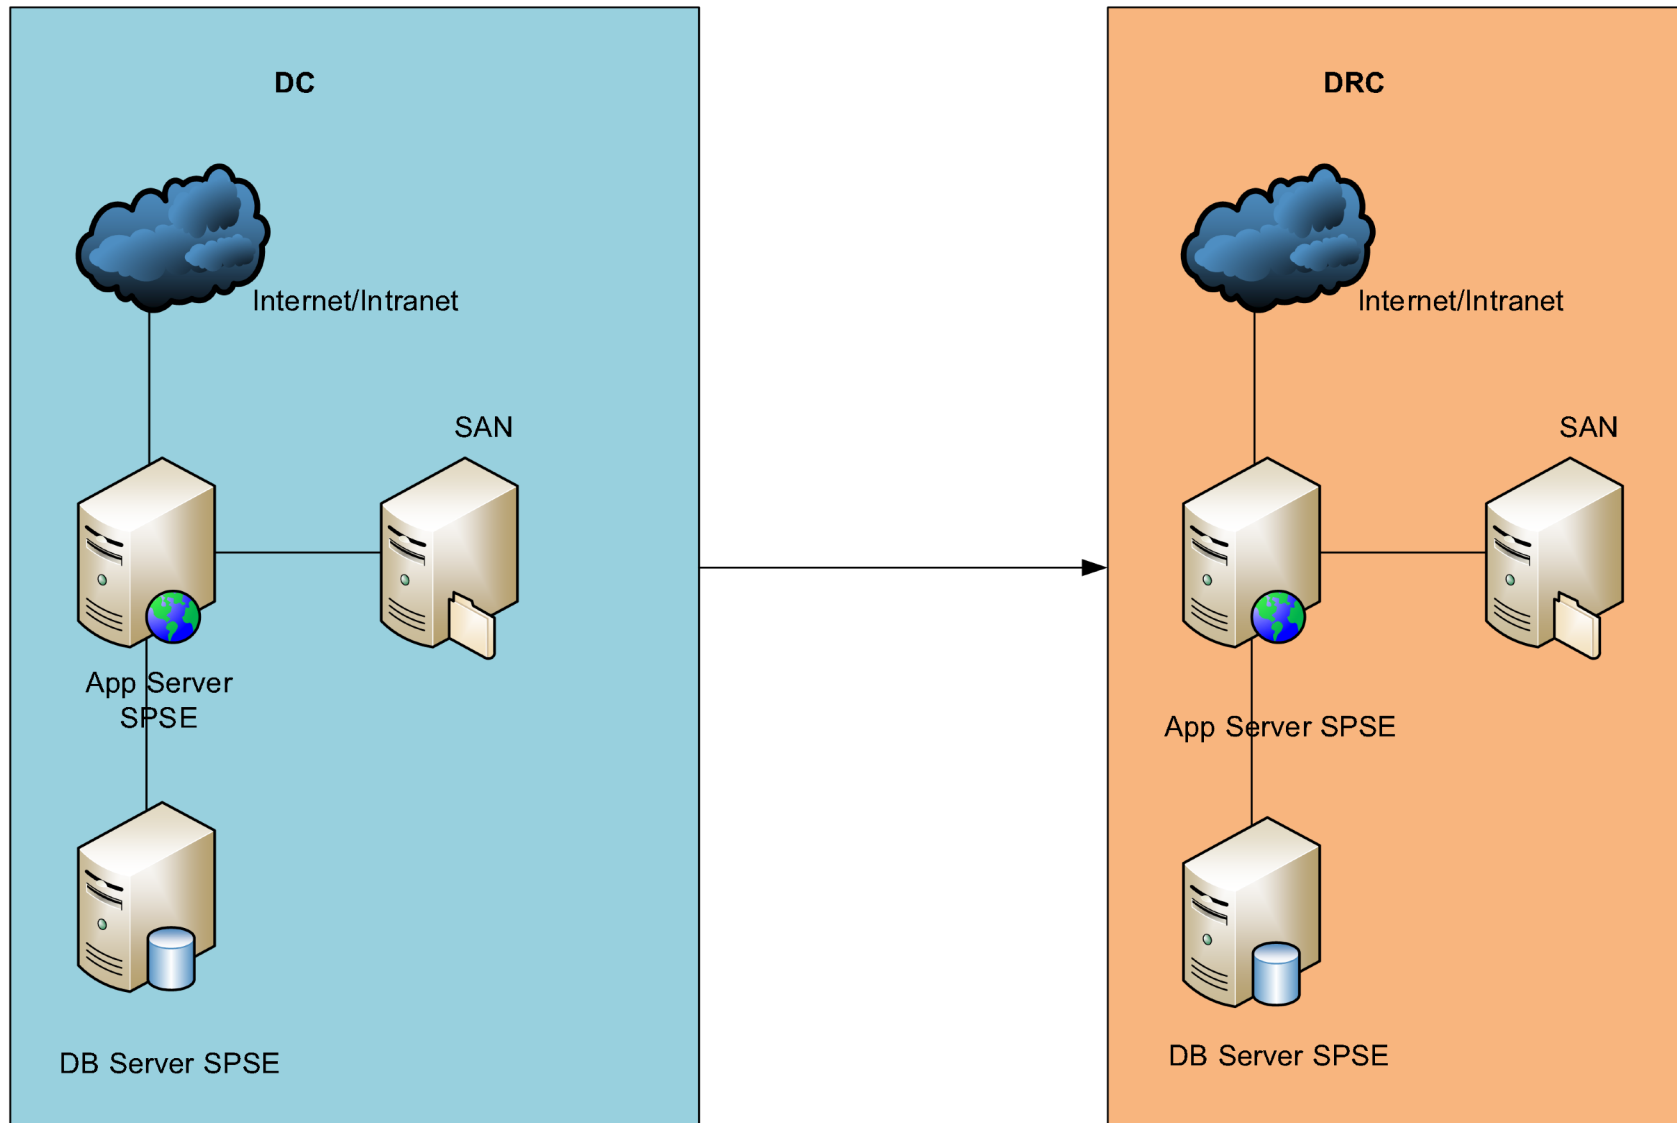 DC
Internet/Intranet
SAN
App Server
SPSE
DB Server SPSE
DRC
Internet/Intranet
SAN
App Server SPSE
DB Server SPSE